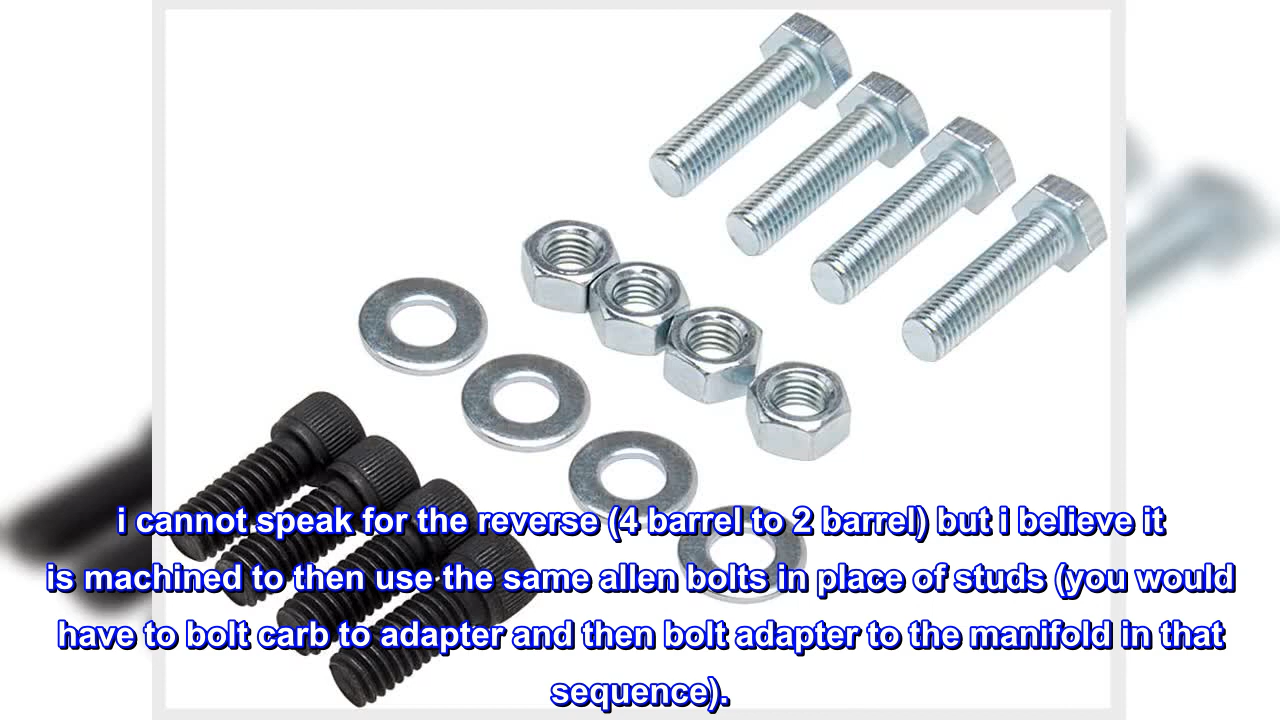 i cannot speak for the reverse (4 barrel to 2 barrel) but i believe it
is machined to then use the same allen bolts in place of studs (you would
have to bolt carb to adapter and then bolt adapter to the manifold in that
sequence).